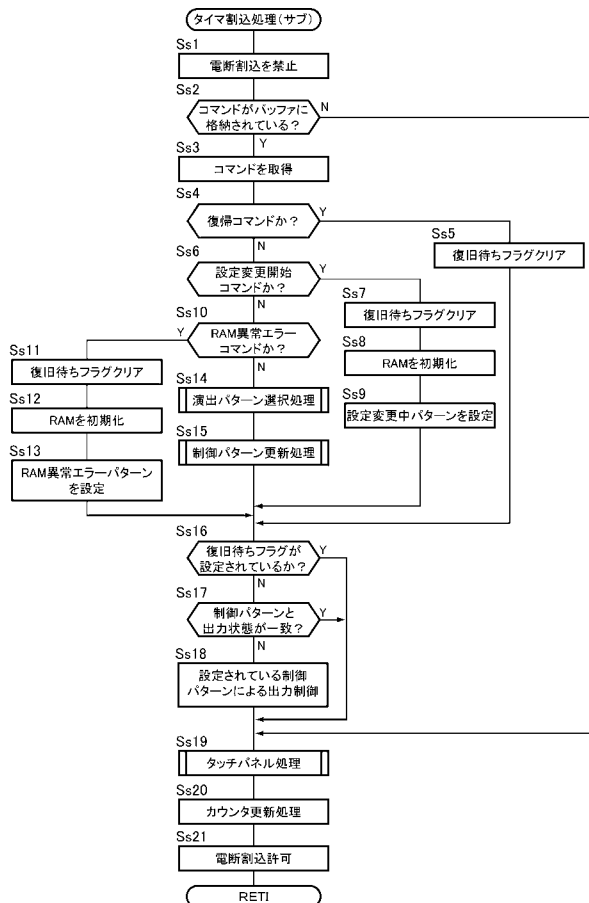 タイマ割込処理(サブ)
Ss1
電断割込を禁止
Ss2
コマンドがバッファに
格納されている?
N
Y
Ss3
コマンドを取得
Ss4
復帰コマンドか?
Y
N
Ss5
復旧待ちフラグクリア
Ss6
設定変更開始
コマンドか?
Y
N
Ss7
復旧待ちフラグクリア
Ss8
RAMを初期化
Ss9
設定変更中パターンを設定
Ss10
RAM異常エラー
コマンドか?
Y
N
Ss11
復旧待ちフラグクリア
Ss12
RAMを初期化
Ss13
RAM異常エラーパターン
を設定
Ss14
演出パターン選択処理
Ss15
制御パターン更新処理
Ss16
復旧待ちフラグが
設定されているか?
Y
N
Ss17
制御パターンと
出力状態が一致?
Y
N
Ss18
設定されている制御
パターンによる出力制御
Ss19
タッチパネル処理
Ss20
カウンタ更新処理
Ss21
電断割込許可
RETI